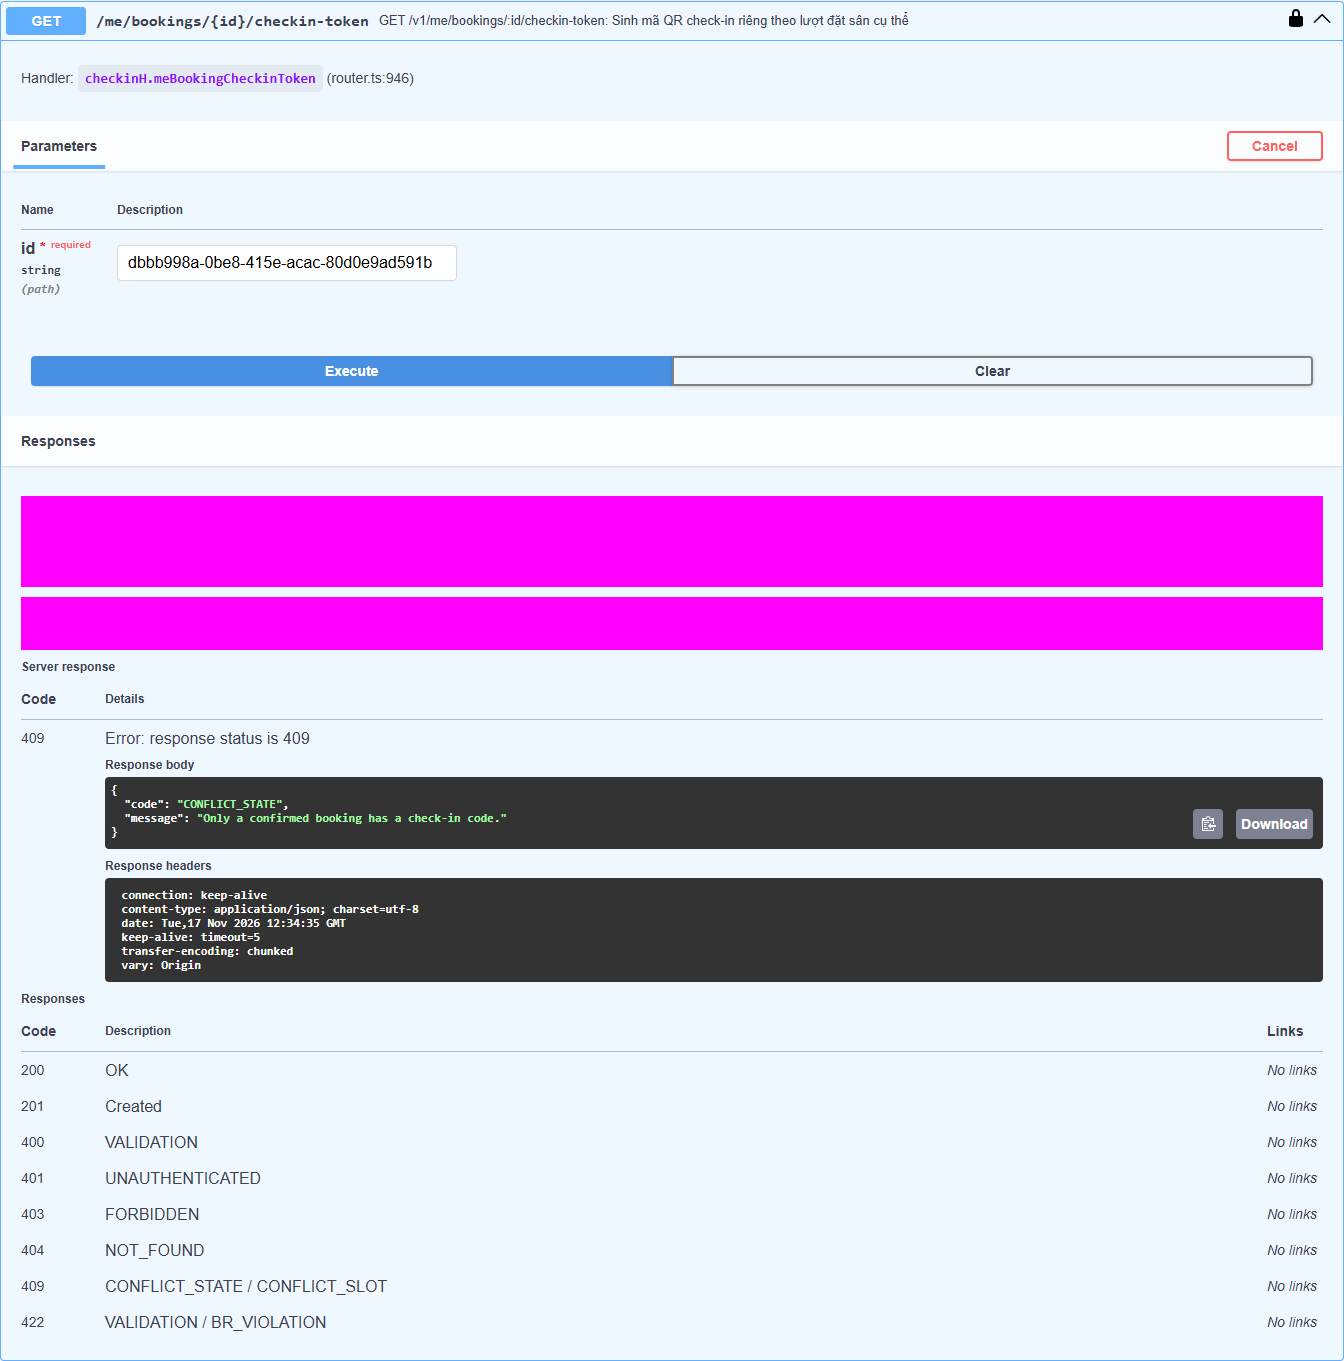 GET /me/bookings/{id}/checkin-token GET /v1/me/bookings/:id/checkin-token: Sinh mã QR check-in riêng theo lượt đặt sân cụ thể
Handler: checkinH.meBookingCheckinToken (router.ts:946)
Parameters
Cancel
Name Description
id * required
string
(path)
dbbb998a-0be8-415e-acac-80d0e9ad591b
Execute
Clear
Responses
Server response
Code Details
409 Error: response status is 409
Response body
{
"code": "CONFLICT_STATE",
"message": "Only a confirmed booking has a check-in code."
}
Download
Response headers
connection: keep-alive
content-type: application/json; charset=utf-8
date: Tue,17 Nov 2026 12:34:35 GMT
keep-alive: timeout=5
transfer-encoding: chunked
vary: Origin
Responses
Code Description Links
200 OK No links
201 Created No links
400 VALIDATION No links
401 UNAUTHENTICATED No links
403 FORBIDDEN No links
404 NOT_FOUND No links
409 CONFLICT_STATE / CONFLICT_SLOT No links
422 VALIDATION / BR_VIOLATION No links